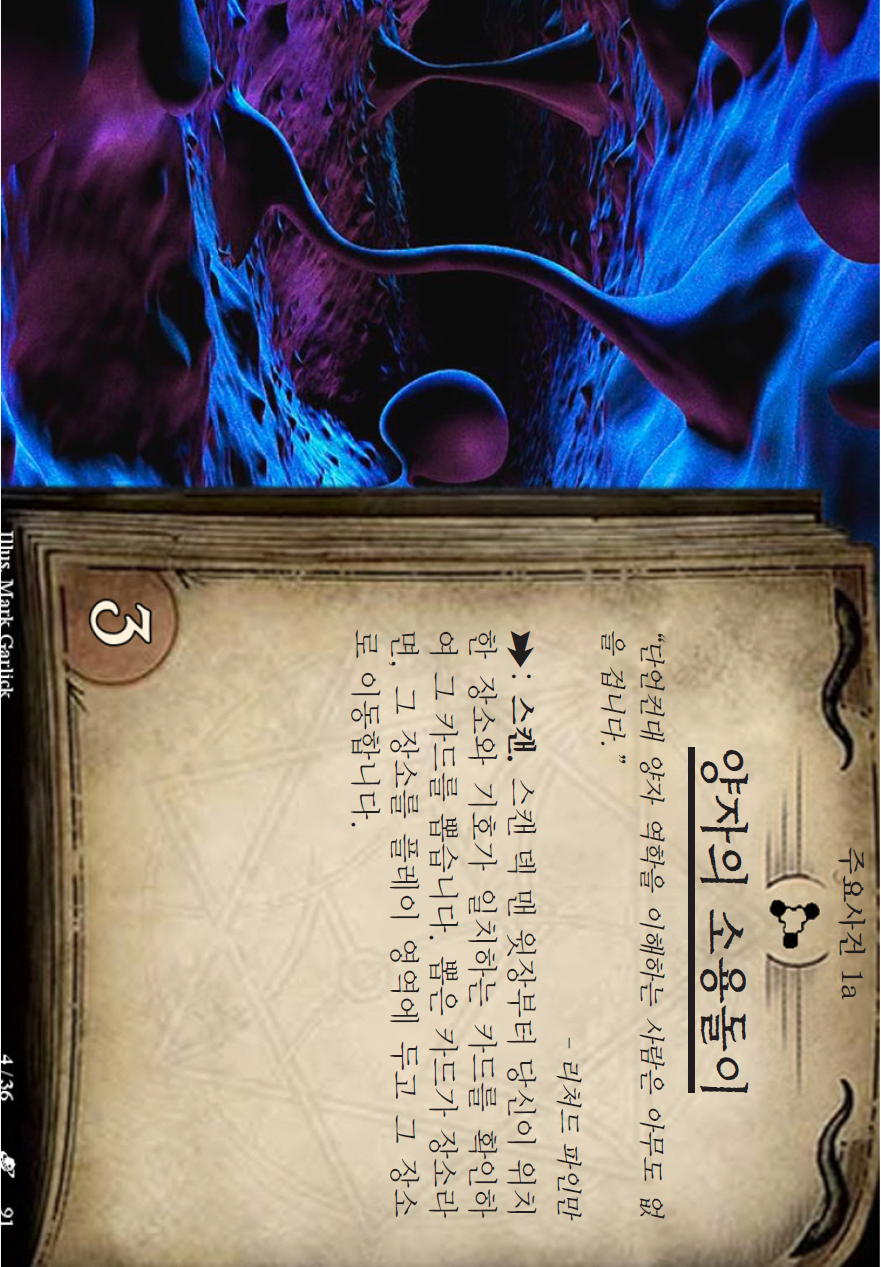 주요사건 1a
양자의 소용돌이
“단언컨대 양자 역학을 이해하는 사람은 아무도 없
을 겁니다.”
- 리처드 파인만
: 스캔. 스캔 덱 맨 윗장부터 당신이 위치
한 장소와 기호가 일치하는 카드를 확인하
여 그 카드를 뽑습니다. 뽑은 카드가 장소라
면, 그 장소를 플레이 영역에 두고 그 장소
로 이동합니다.
3
Illus. Mark Garlick
4/36
91